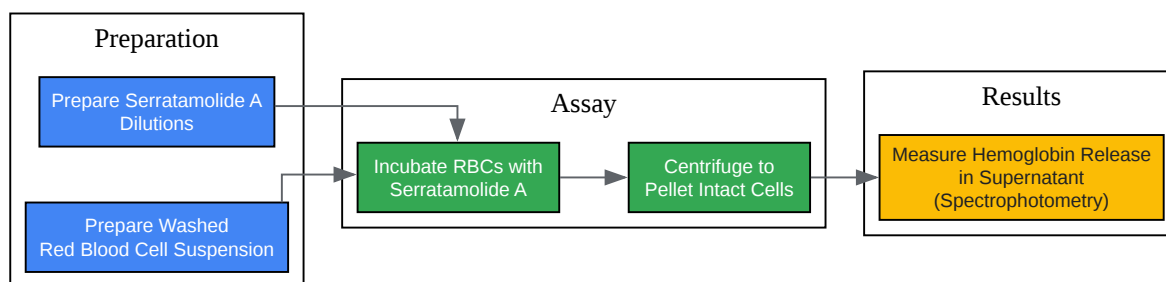 Preparation
Prepare Serratamolide A
Dilutions
Prepare Washed
Red Blood Cell Suspension
Assay
Incubate RBCs with
Serratamolide A
Centrifuge to
Pellet Intact Cells
Results
Measure Hemoglobin Release
in Supernatant
(Spectrophotometry)